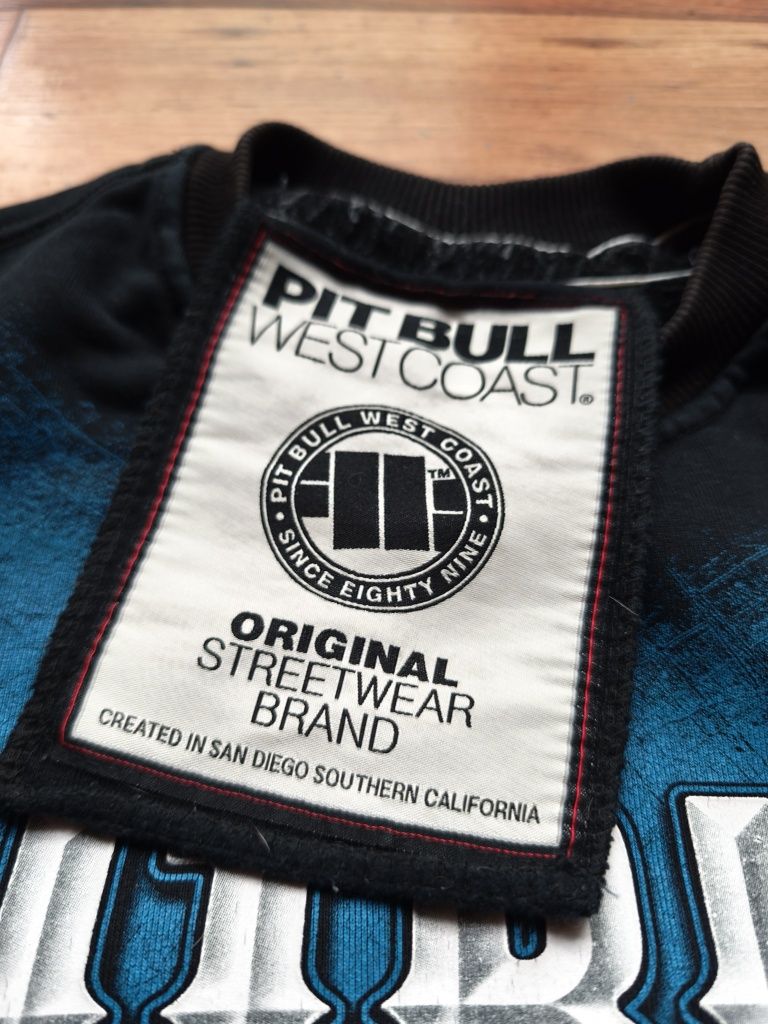 PIT BULL
WEST COAST®
PIT BULL WEST COAST
TM
• SINCE EIGHTY NINE •
ORIGINAL
STREETWEAR
BRAND
CREATED IN SAN DIEGO SOUTHERN CALIFORNIA